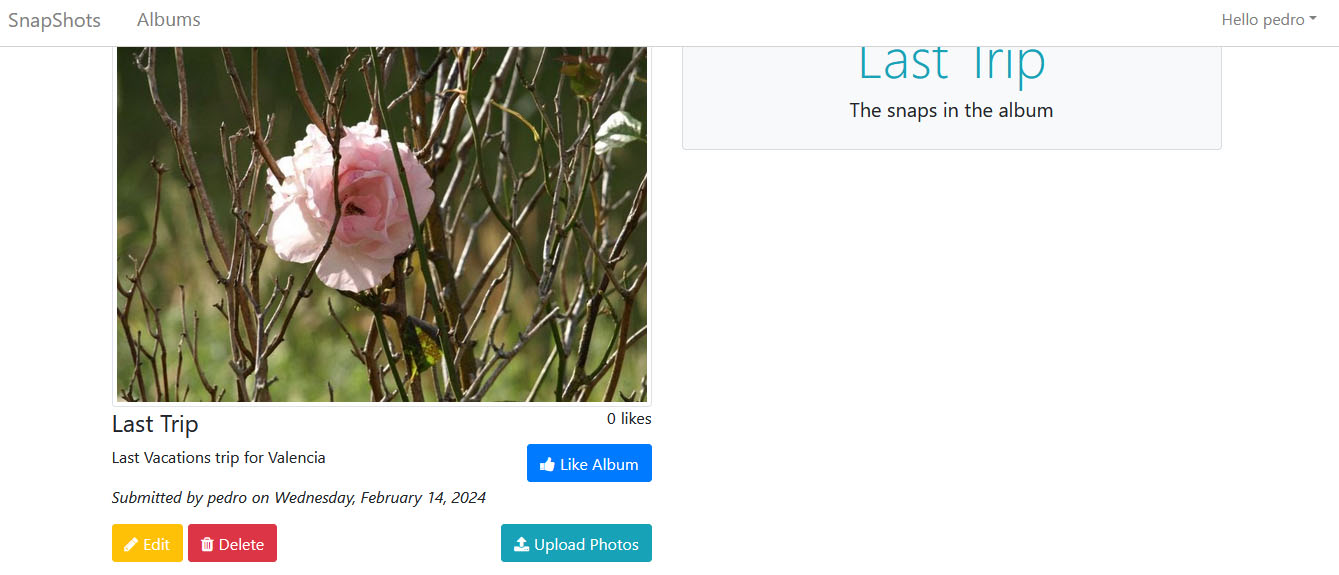 SnapShots Albums Hello pedro
Last Trip
The snaps in the album
Last Trip
0 likes
Last Vacations trip for Valencia
Like Album
Submitted by pedro on Wednesday, February 14, 2024
Edit Delete Upload Photos